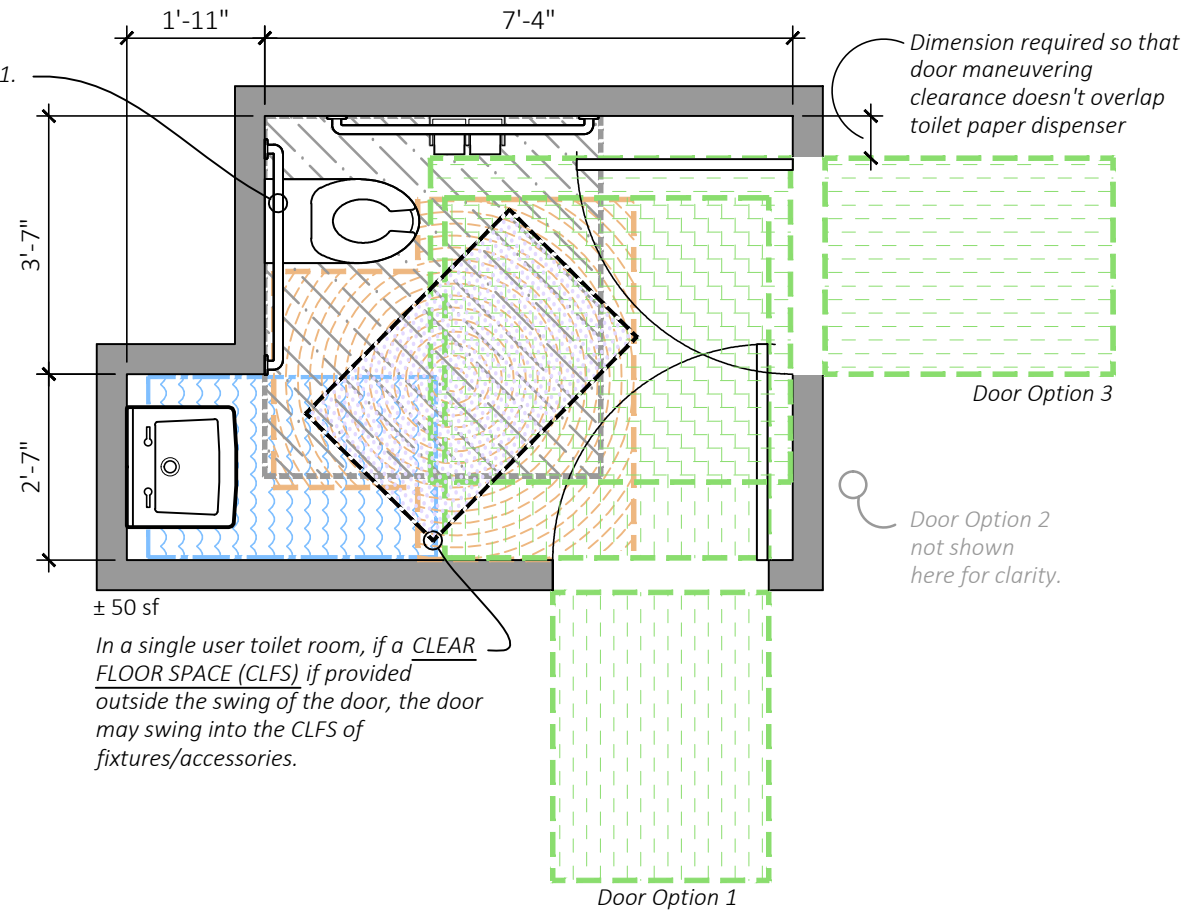 1'-11"
7'-4"
1.
Dimension required so that
door maneuvering
clearance doesn't overlap
toilet paper dispenser
3'-7"
Door Option 3
2'-7"
Door Option 2
not shown
here for clarity.
± 50 sf
In a single user toilet room, if a CLEAR
FLOOR SPACE (CLFS) if provided
outside the swing of the door, the door
may swing into the CLFS of
fixtures/accessories.
Door Option 1